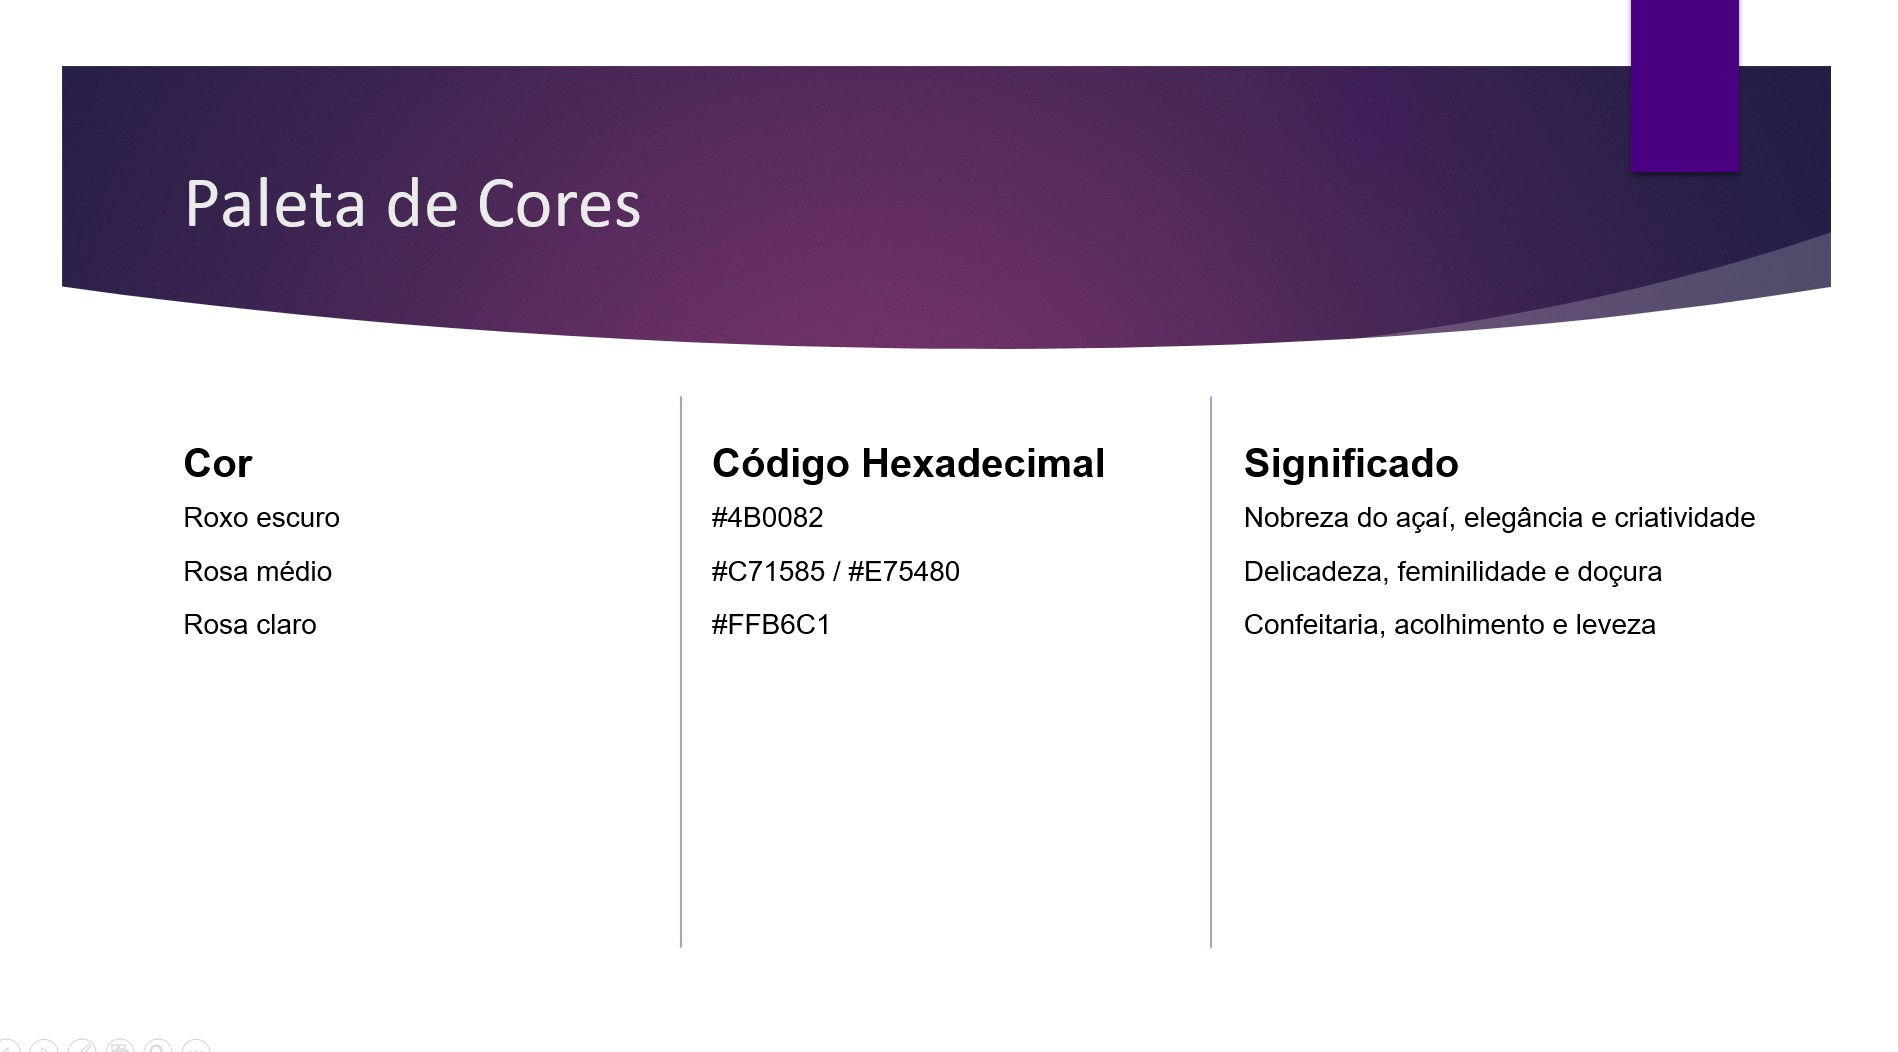 Paleta de Cores
Cor
Roxo escuro
Rosa médio
Rosa claro
Código Hexadecimal
#4B0082
#C71585 / #E75480
#FFB6C1
Significado
Nobreza do açaí, elegância e criatividade
Delicadeza, feminilidade e doçura
Confeitaria, acolhimento e leveza